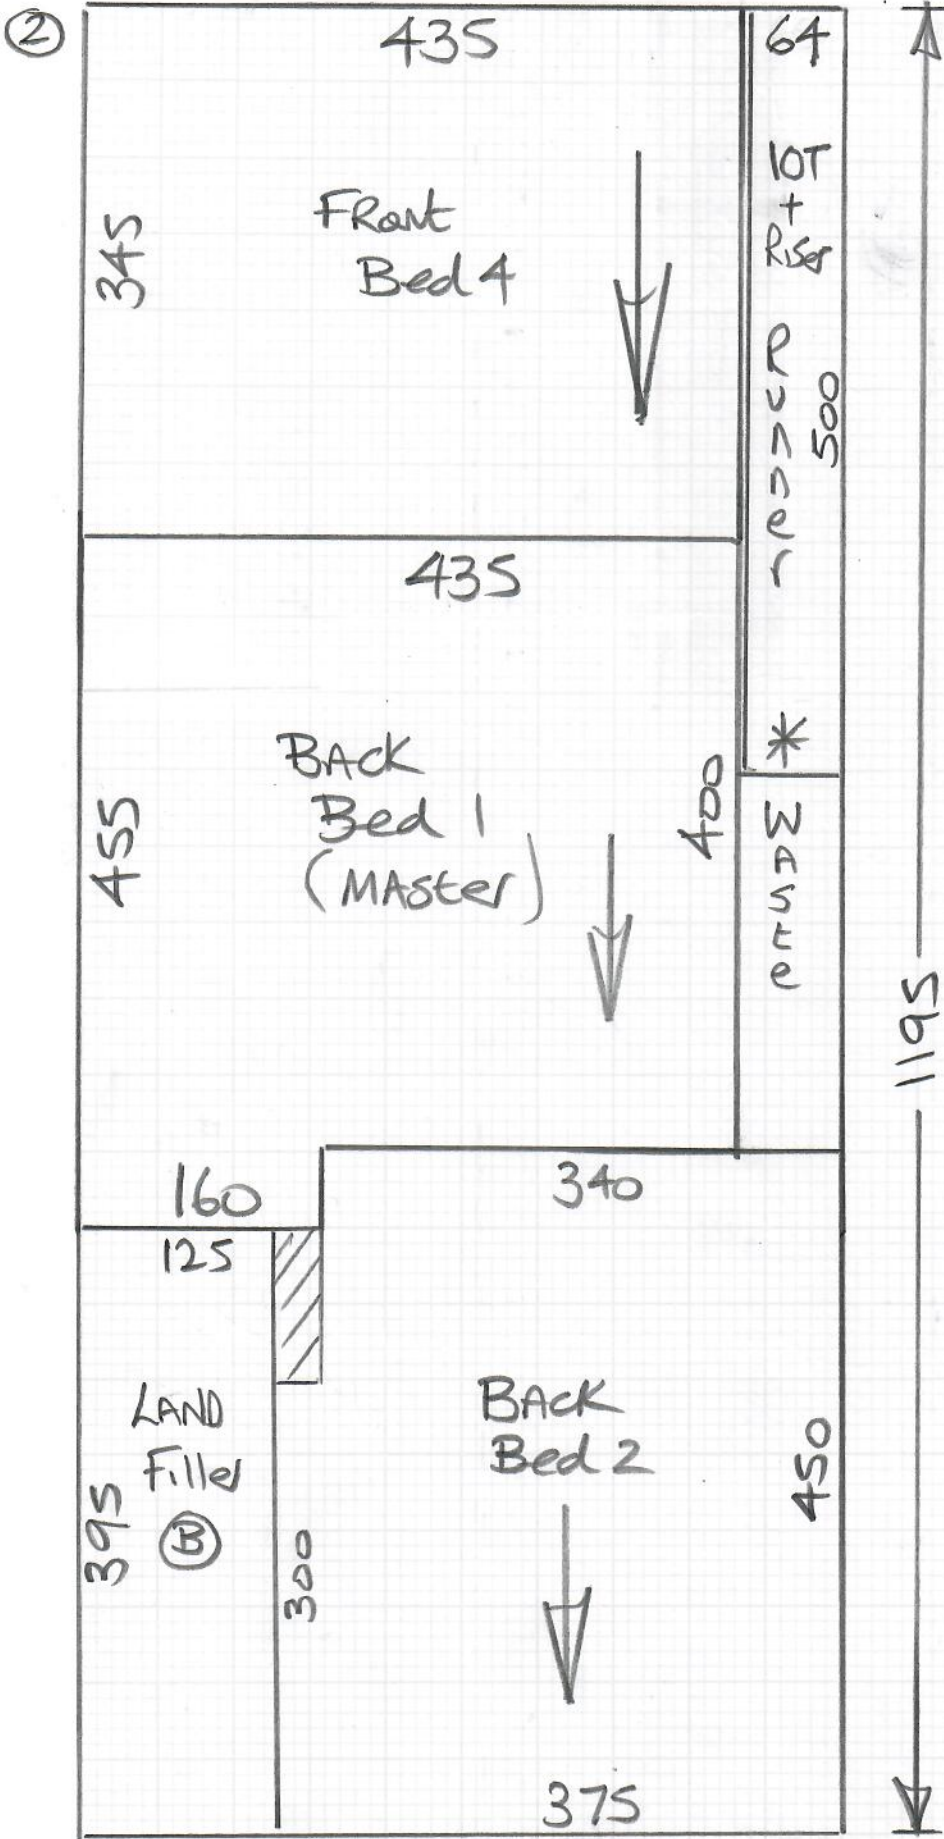 ②
435
64
345
FRont
Bed 4
10T
+
Riser
Runner
500
435
455
BACK
Bed 1
(MAster)
400
*
WASte
1195
160
340
125
LAND
Filler
Ⓑ
395
300
BACK
Bed 2
450
375